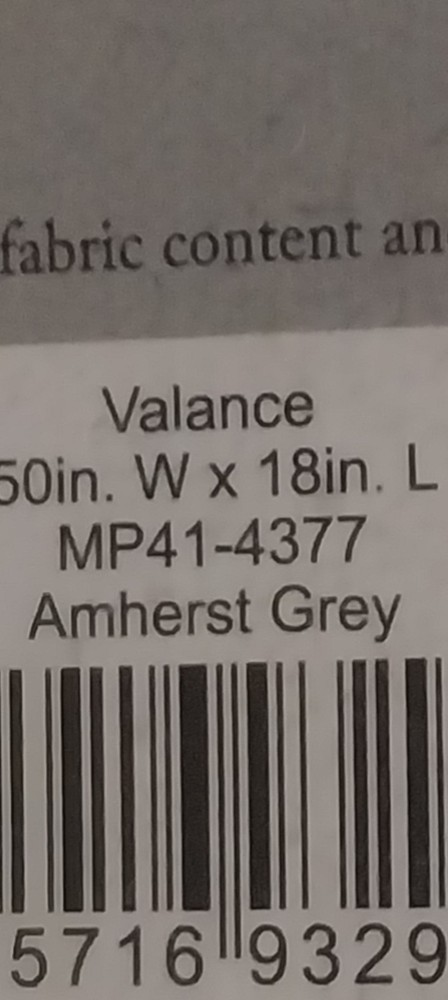 fabric content an
Valance
50in. W x 18in. L
MP41-4377
Amherst Grey
5716 9329